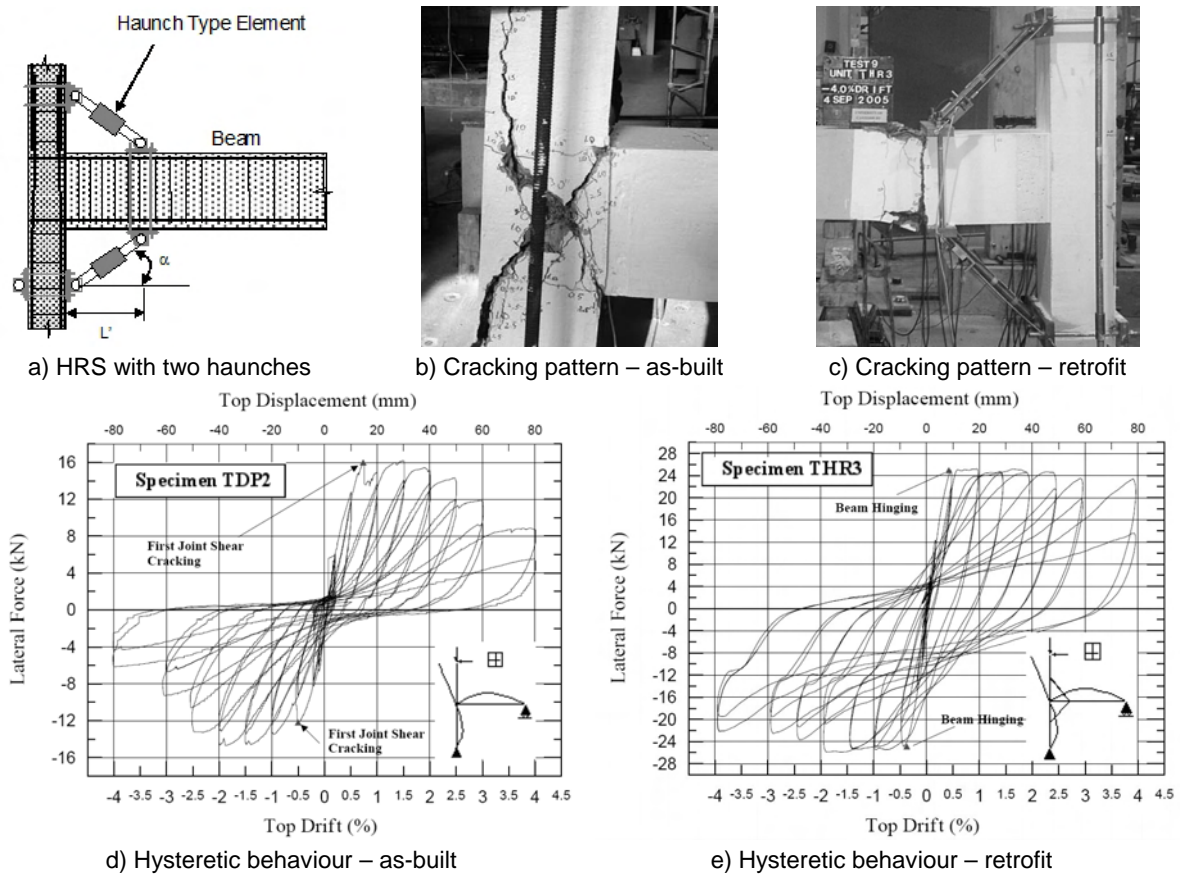 Haunch Type Element
Beam
α
L'
TEST 9
UNIT THR3
-4.0% DRIFT
4 SEP 2005
a) HRS with two haunches
b) Cracking pattern – as-built
c) Cracking pattern – retrofit
Top Displacement (mm)
-80 -60 -40 -20 0 20 40 60 80
16
12
8
4
0
-4
-8
-12
-16
Lateral Force (kN)
Specimen TDP2
First Joint Shear
Cracking
First Joint Shear
Cracking
-4 -3.5 -3 -2.5 -2 -1.5 -1 -0.5 0 0.5 1 1.5 2 2.5 3 3.5 4 4.5
Top Drift (%)
d) Hysteretic behaviour – as-built
Top Displacement (mm)
-80 -60 -40 -20 0 20 40 60 80
28
24
20
16
12
8
4
0
-4
-8
-12
-16
-20
-24
-28
Lateral Force (kN)
Specimen THR3
Beam Hinging
Beam Hinging
-4 -3.5 -3 -2.5 -2 -1.5 -1 -0.5 0 0.5 1 1.5 2 2.5 3 3.5 4 4.5
Top Drift (%)
e) Hysteretic behaviour – retrofit